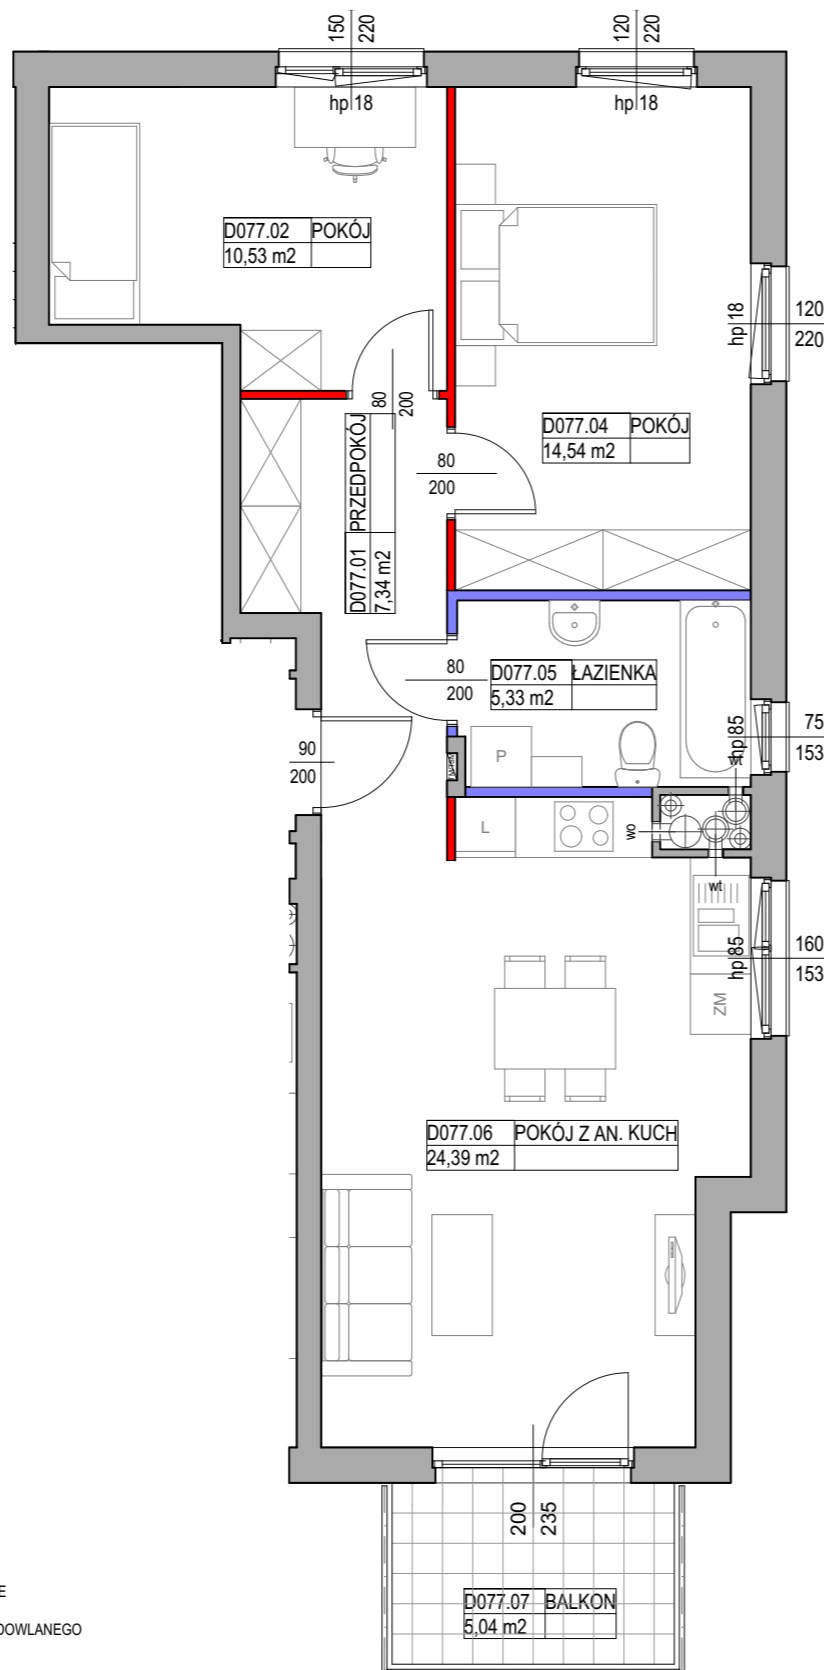 150
220
120
220
hp 18
hp 18
D077.02 POKÓJ
10,53 m2
hp 18
120
220
80
200
D077.04 POKÓJ
14,54 m2
80
200
D077.01 PRZEDPOKÓJ
7,34 m2
80
200
D077.05 ŁAZIENKA
5,33 m2
hp 85
75
153
90
200
P
wt
L
wo
wt
hp 85
160
153
ZM
D077.06 POKÓJ Z AN. KUCH
24,39 m2
200
235
E
D077.07 BALKON
5,04 m2
DOWLANEGO